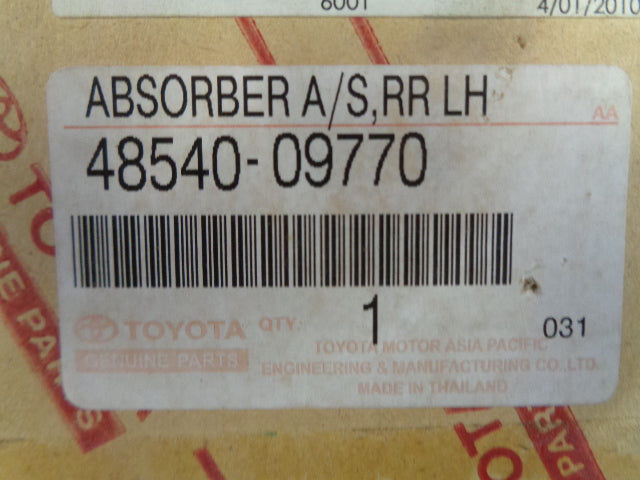 6001 4/01/2010
ABSORBER A/S,RR LH
AA
48540-09770
TOYOTA QTY. 1 031
GENUINE PARTS
TOYOTA MOTOR ASIA PACIFIC
ENGINEERING & MANUFACTURING CO.,LTD.
MADE IN THAILAND